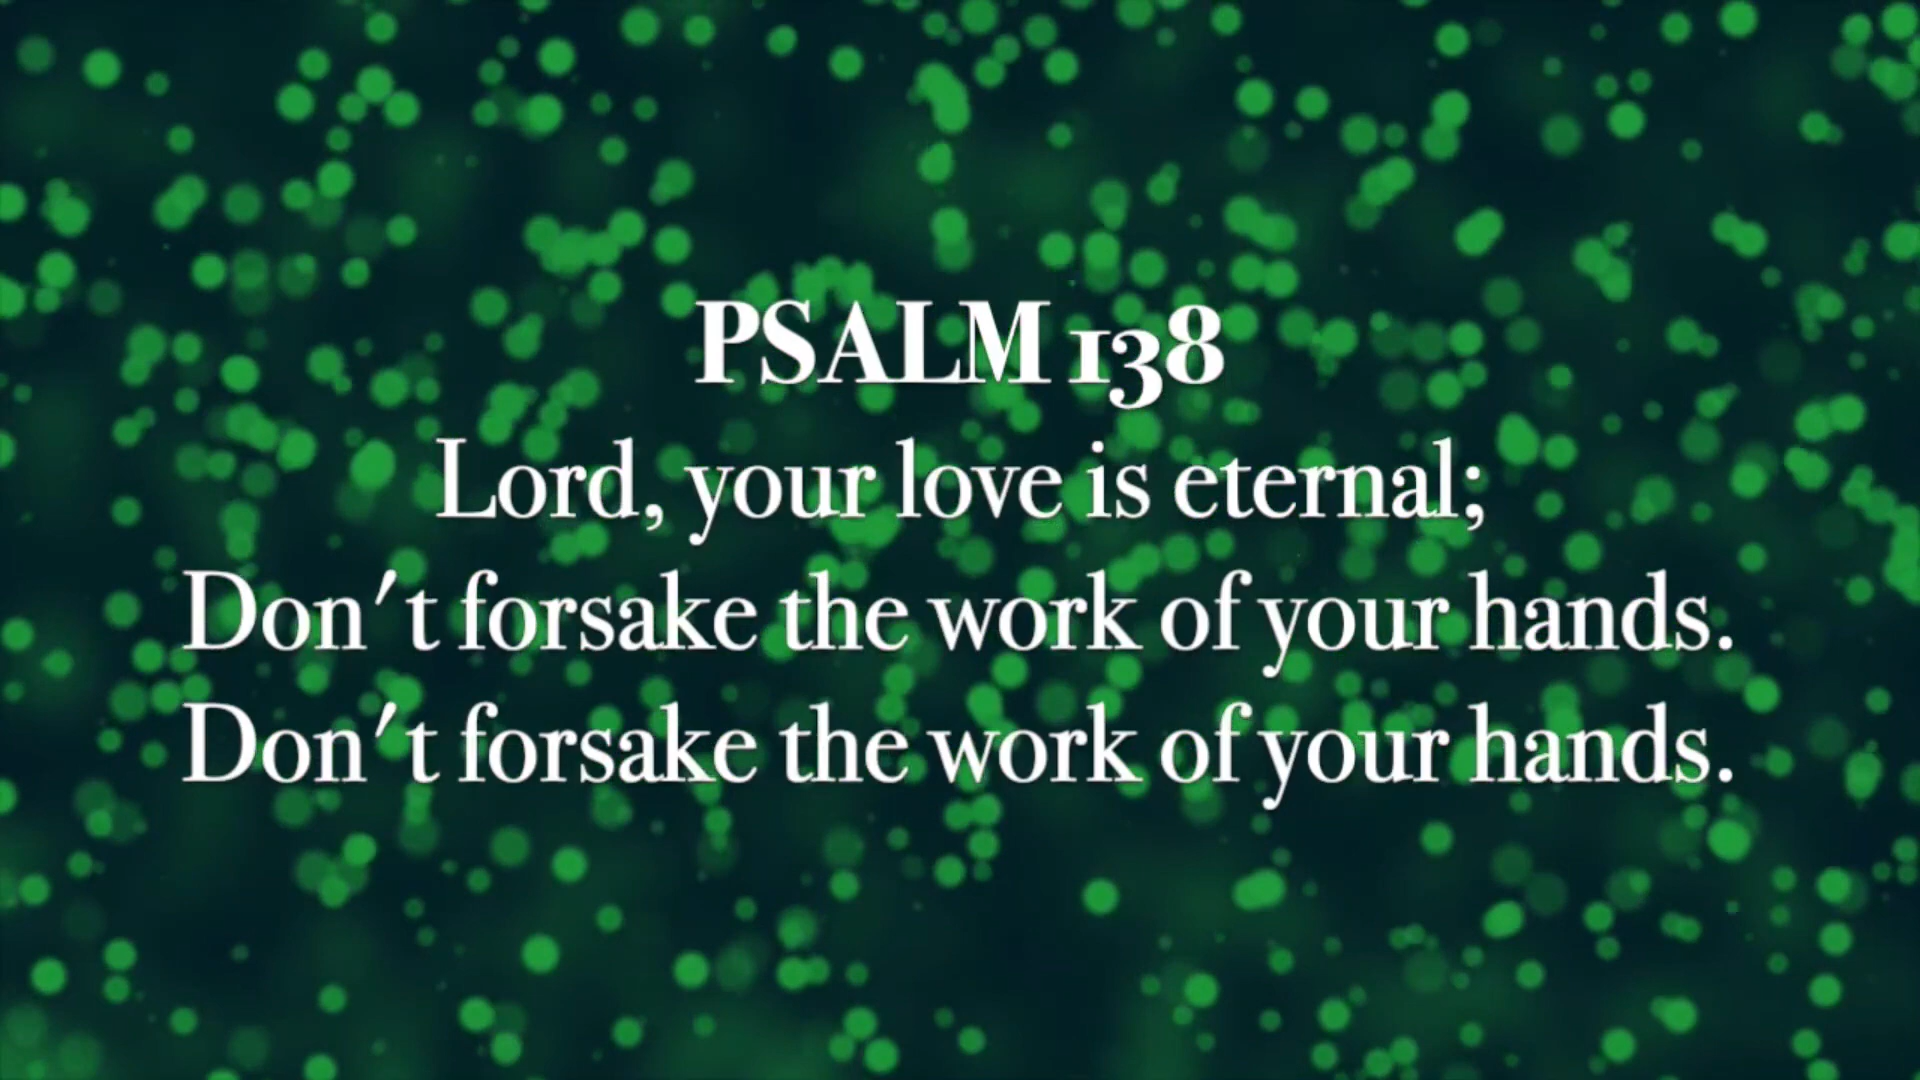 PSALM 138
Lord, your love is eternal;
Don't forsake the work of your hands.
Don't forsake the work of your hands.